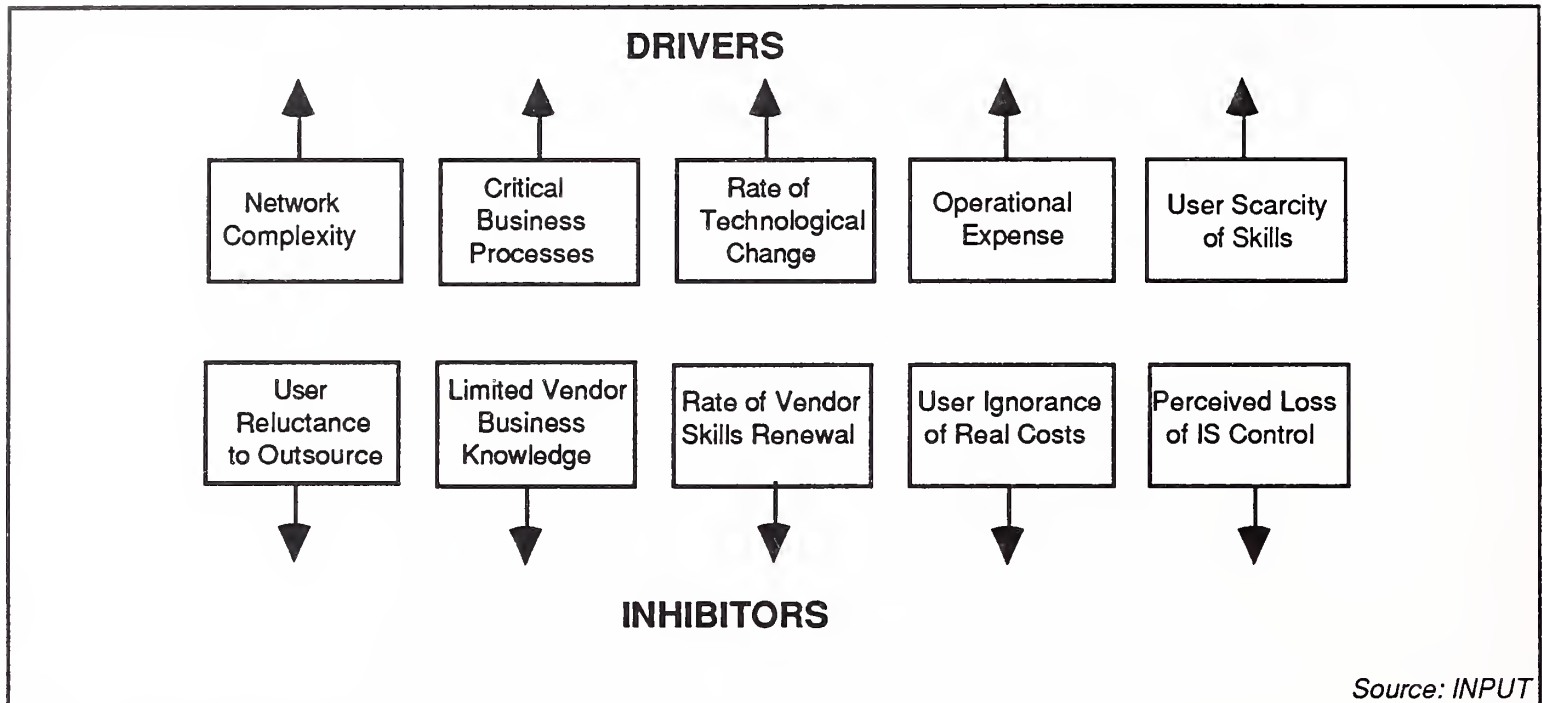 DRIVERS
Network
Complexity
Critical
Business
Processes
Rate of
Technological
Change
Operational
Expense
User Scarcity
of Skills
User
Reluctance
to Outsource
Limited Vendor
Business
Knowledge
Rate of Vendor
Skills Renewal
User Ignorance
of Real Costs
Perceived Loss
of IS Control
INHIBITORS
Source: INPUT